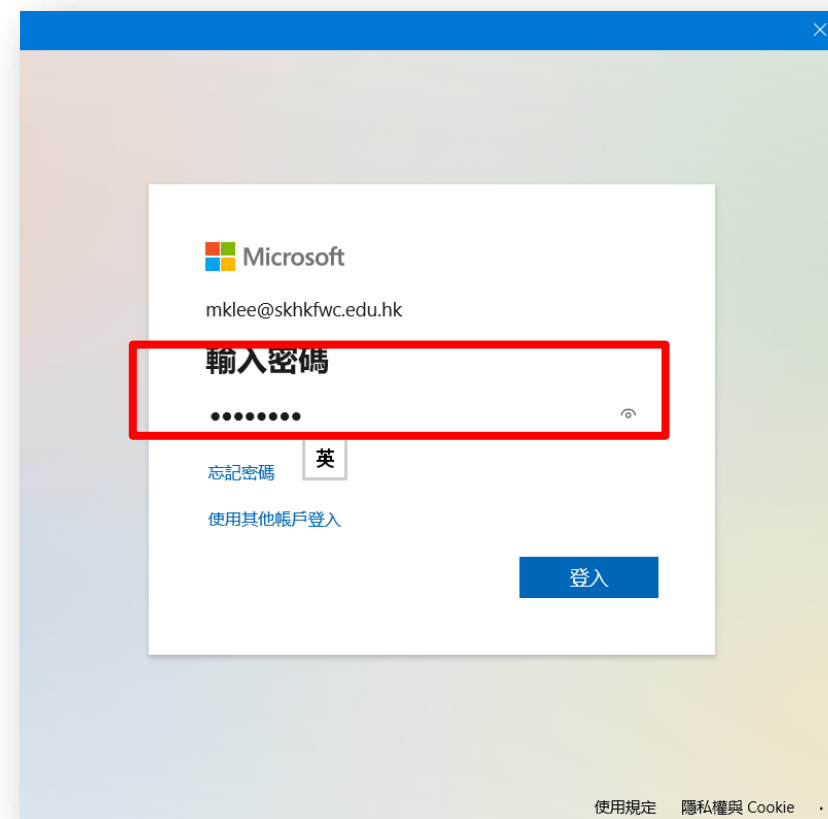 Microsoft
mklee@skhkfwc.edu.hk
輸入密碼
••••••••
英
忘記密碼
使用其他帳戶登入
登入
使用規定 隱私權與 Cookie ·